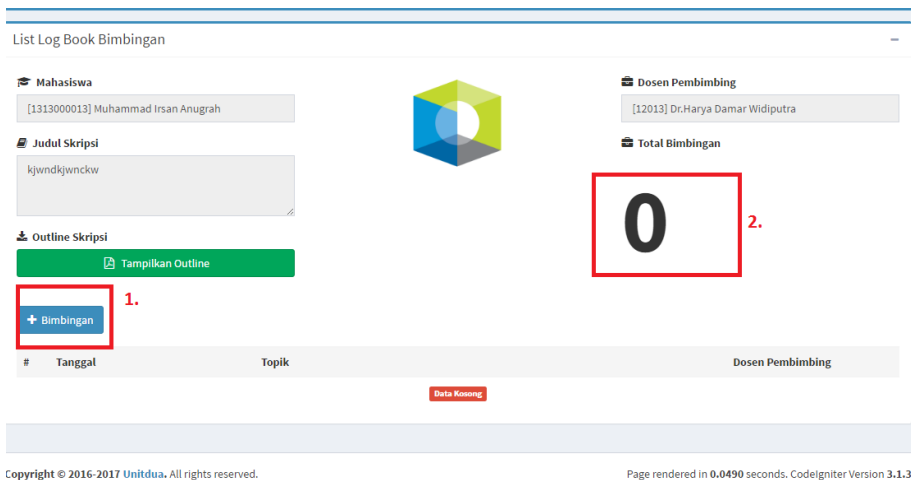 List Log Book Bimbingan
Mahasiswa
[1313000013] Muhammad Irsan Anugrah
Judul Skripsi
kjwndkjwnckw
Outline Skripsi
Tampilkan Outline
Dosen Pembimbing
[12013] Dr.Harya Damar Widiputra
Total Bimbingan
0
2.
1.
+ Bimbingan
# Tanggal Topik Dosen Pembimbing
Data Kosong
Copyright © 2016-2017 Unitdua. All rights reserved.
Page rendered in 0.0490 seconds. CodeIgniter Version 3.1.3